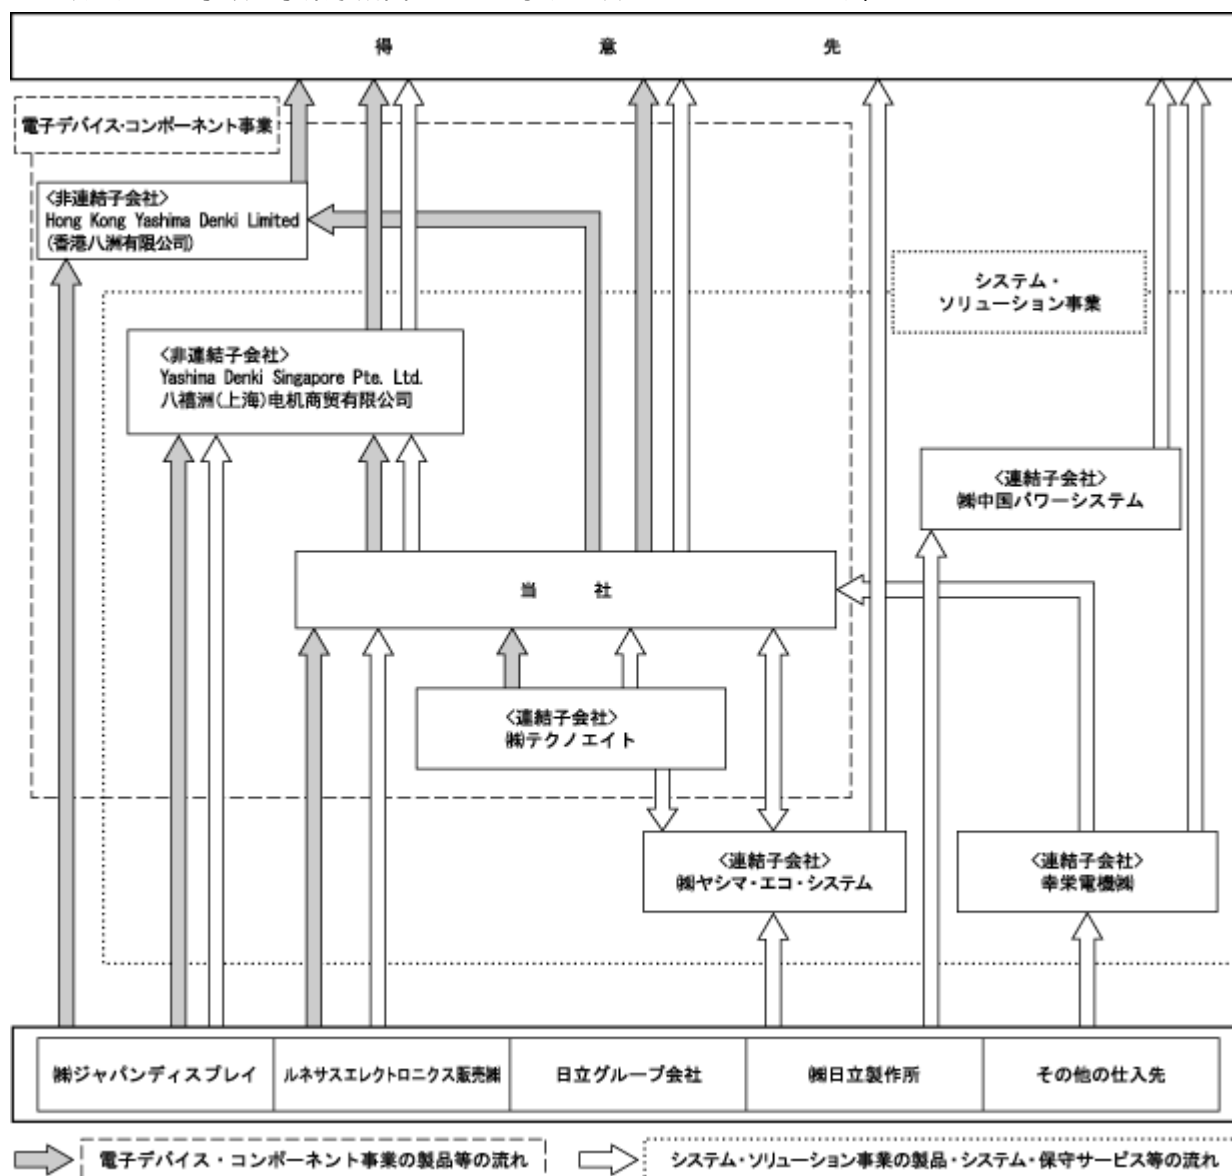 得意先
電子デバイス・コンポーネント事業
〈非連結子会社〉
Hong Kong Yashima Denki Limited
(香港八洲有限公司)
システム・
ソリューション事業
〈非連結子会社〉
Yashima Denki Singapore Pte. Ltd.
八禧洲(上海)电机商贸有限公司
〈連結子会社〉
㈱中国パワーシステム
当社
〈連結子会社〉
㈱テクノエイト
〈連結子会社〉
㈱ヤシマ・エコ・システム
〈連結子会社〉
幸栄電機㈱
㈱ジャパンディスプレイ
ルネサスエレクトロニクス販売㈱
日立グループ会社
㈱日立製作所
その他の仕入先
電子デバイス・コンポーネント事業の製品等の流れ
システム・ソリューション事業の製品・システム・保守サービス等の流れ